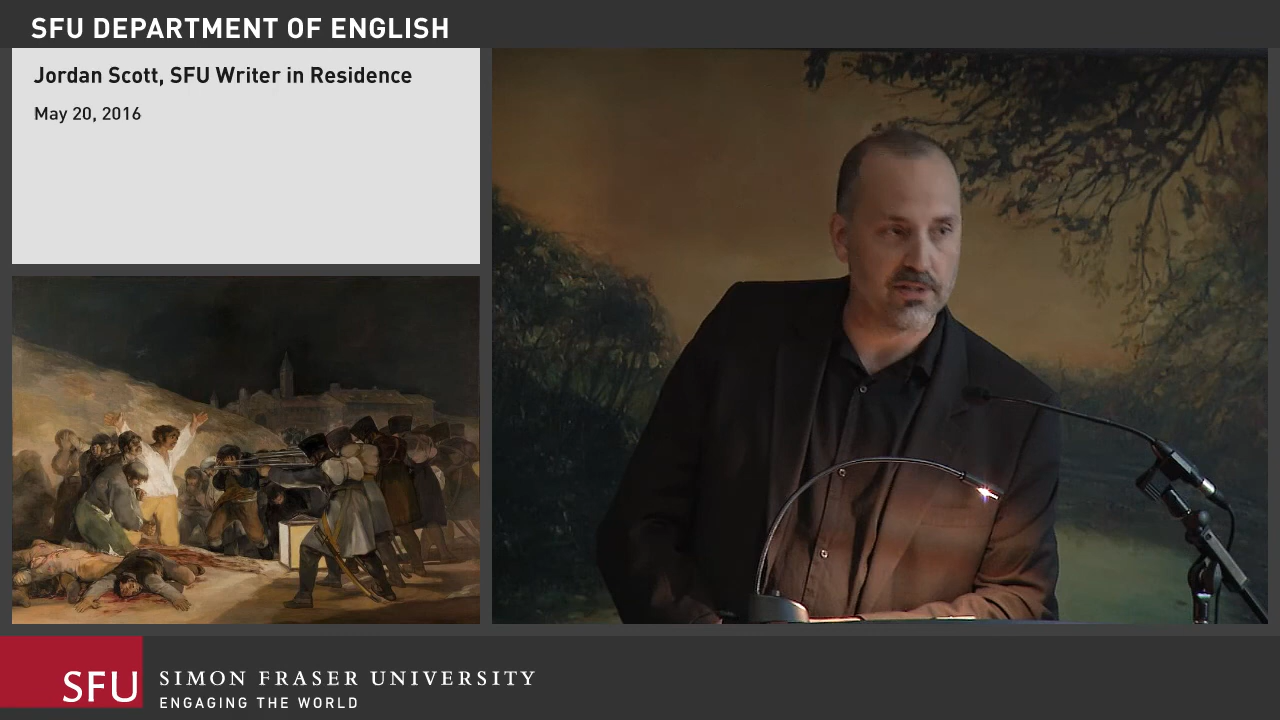 SFU DEPARTMENT OF ENGLISH
Jordan Scott, SFU Writer in Residence
May 20, 2016
SFU
SIMON FRASER UNIVERSITY
ENGAGING THE WORLD